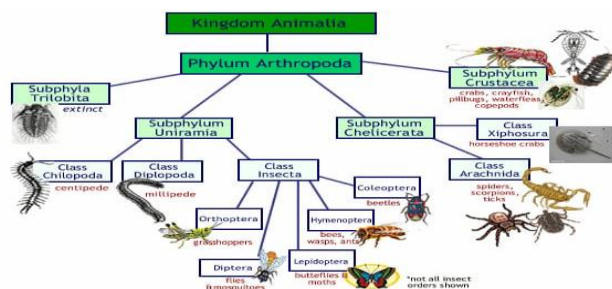 Kingdom Animalia
Phylum Arthropoda
Subphyla
Trilobita
extinct
Subphylum
Crustacea
crabs, crayfish,
pillbugs, waterfleas,
copepods
Subphylum
Uniramia
Subphylum
Chelicerata
Class
Xiphosura
horseshoe crabs
Class
Chilopoda
centipede
Class
Diplopoda
millipede
Class
Insecta
Class
Arachnida
spiders,
scorpions,
ticks
Coleoptera
beetles
Orthoptera
grasshoppers
Hymenoptera
bees,
wasps, ants
Diptera
flies
& mosquitoes
Lepidoptera
butterflies &
moths
*not all insect
orders shown